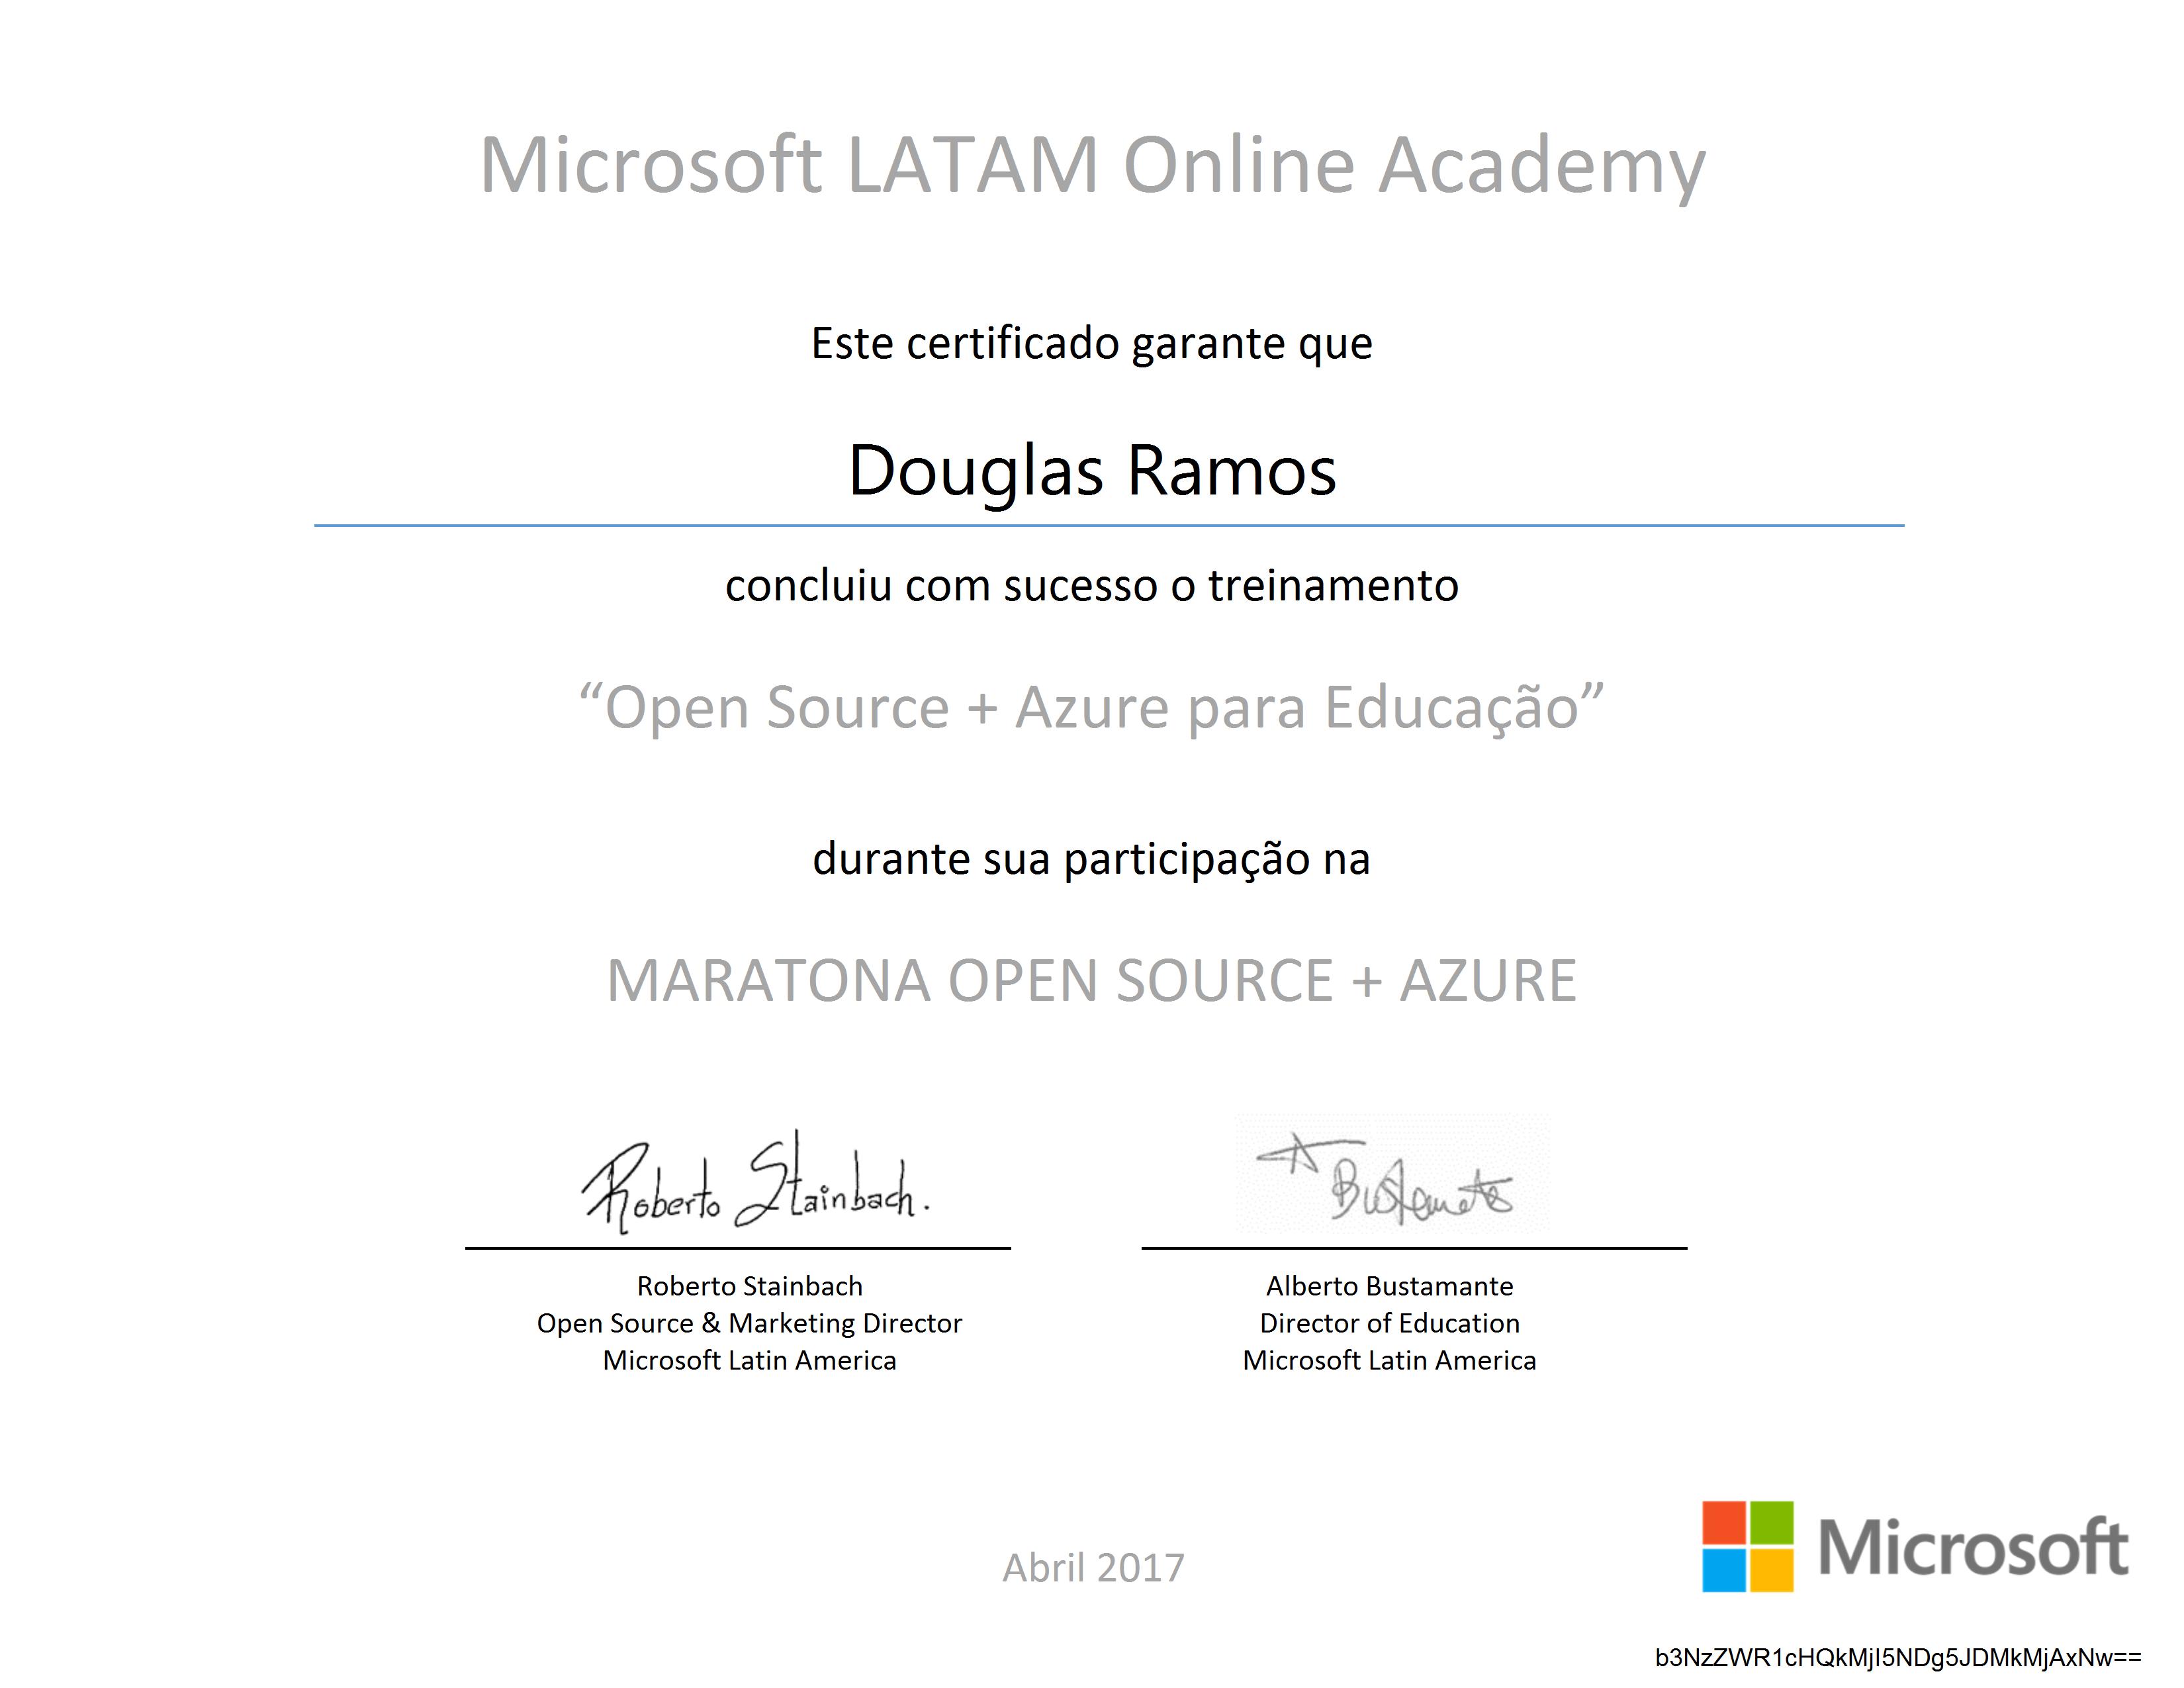 Microsoft LATAM Online Academy
Este certificado garante que
Douglas Ramos
concluiu com sucesso o treinamento
“Open Source + Azure para Educação”
durante sua participação na
MARATONA OPEN SOURCE + AZURE
Roberto Stainbach.
A Bustamante
Roberto Stainbach
Open Source & Marketing Director
Microsoft Latin America
Alberto Bustamante
Director of Education
Microsoft Latin America
Abril 2017
Microsoft
b3NzZWR1cHQkMjI5NDg5JDMkMjAxNw==